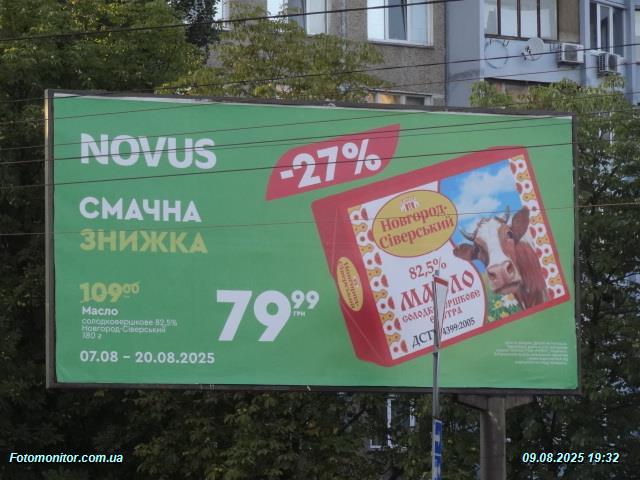 NOVUS
-27%
СМАЧНА
ЗНИЖКА
109⁰⁰
Масло
солодковершкове 82,5%
Новгород-Сіверський
180 г
79⁹⁹
ГРН
07.08 – 20.08.2025
Новгород-
Сіверський
82,5%
МАСЛО
СОЛОДКОВЕРШКОВЕ
ЕКСТРА
ДСТУ 4399:2005
Fotomonitor.com.ua
09.08.2025 19:32